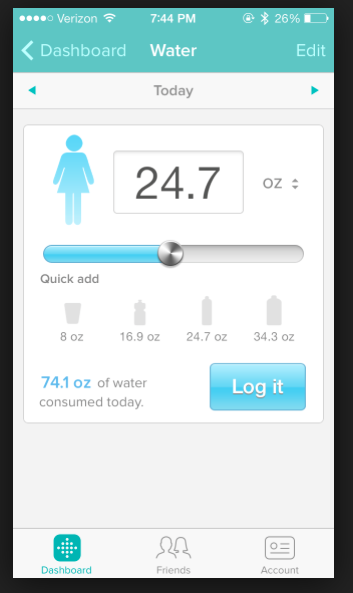 Verizon 7:44 PM 26%
Dashboard Water Edit
Today
24.7 OZ
Quick add
8 oz 16.9 oz 24.7 oz 34.3 oz
74.1 oz of water
consumed today.
Log it
Dashboard Friends Account